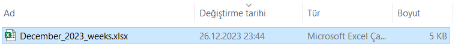 Ad Değiştirme tarihi Tür Boyut
December_2023_weeks.xlsx 26.12.2023 23:44 Microsoft Excel Ça... 5 KB